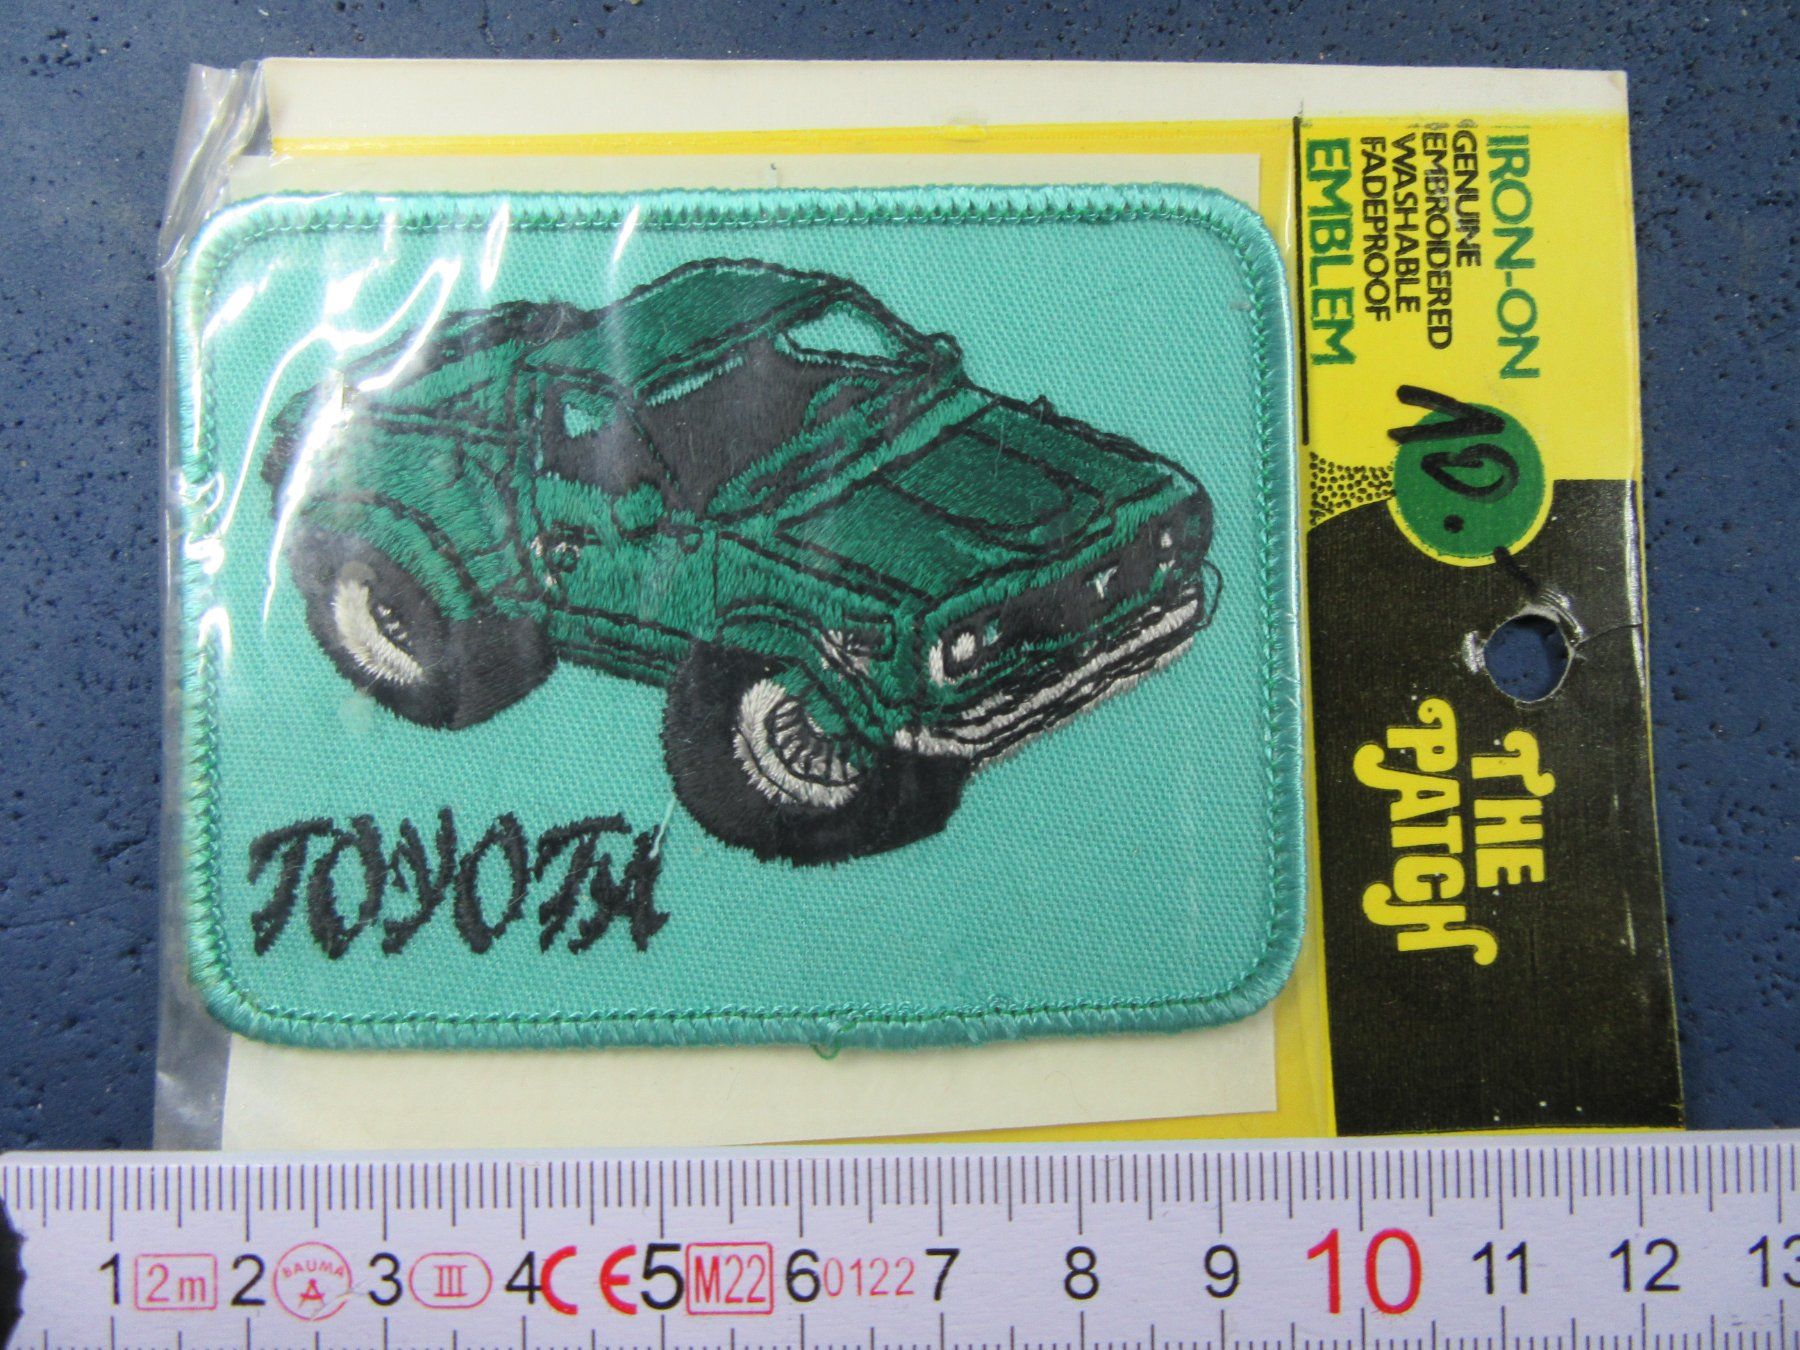 IRON-ON
GENUINE
EMBROIDERED
WASHABLE
FADEPROOF
EMBLEM
10.
THE
PATCH
TOYOTA
1 2m 2 BAUMA A 3 III 4 CE 5 M22 6 0122 7 8 9 10 11 12 13